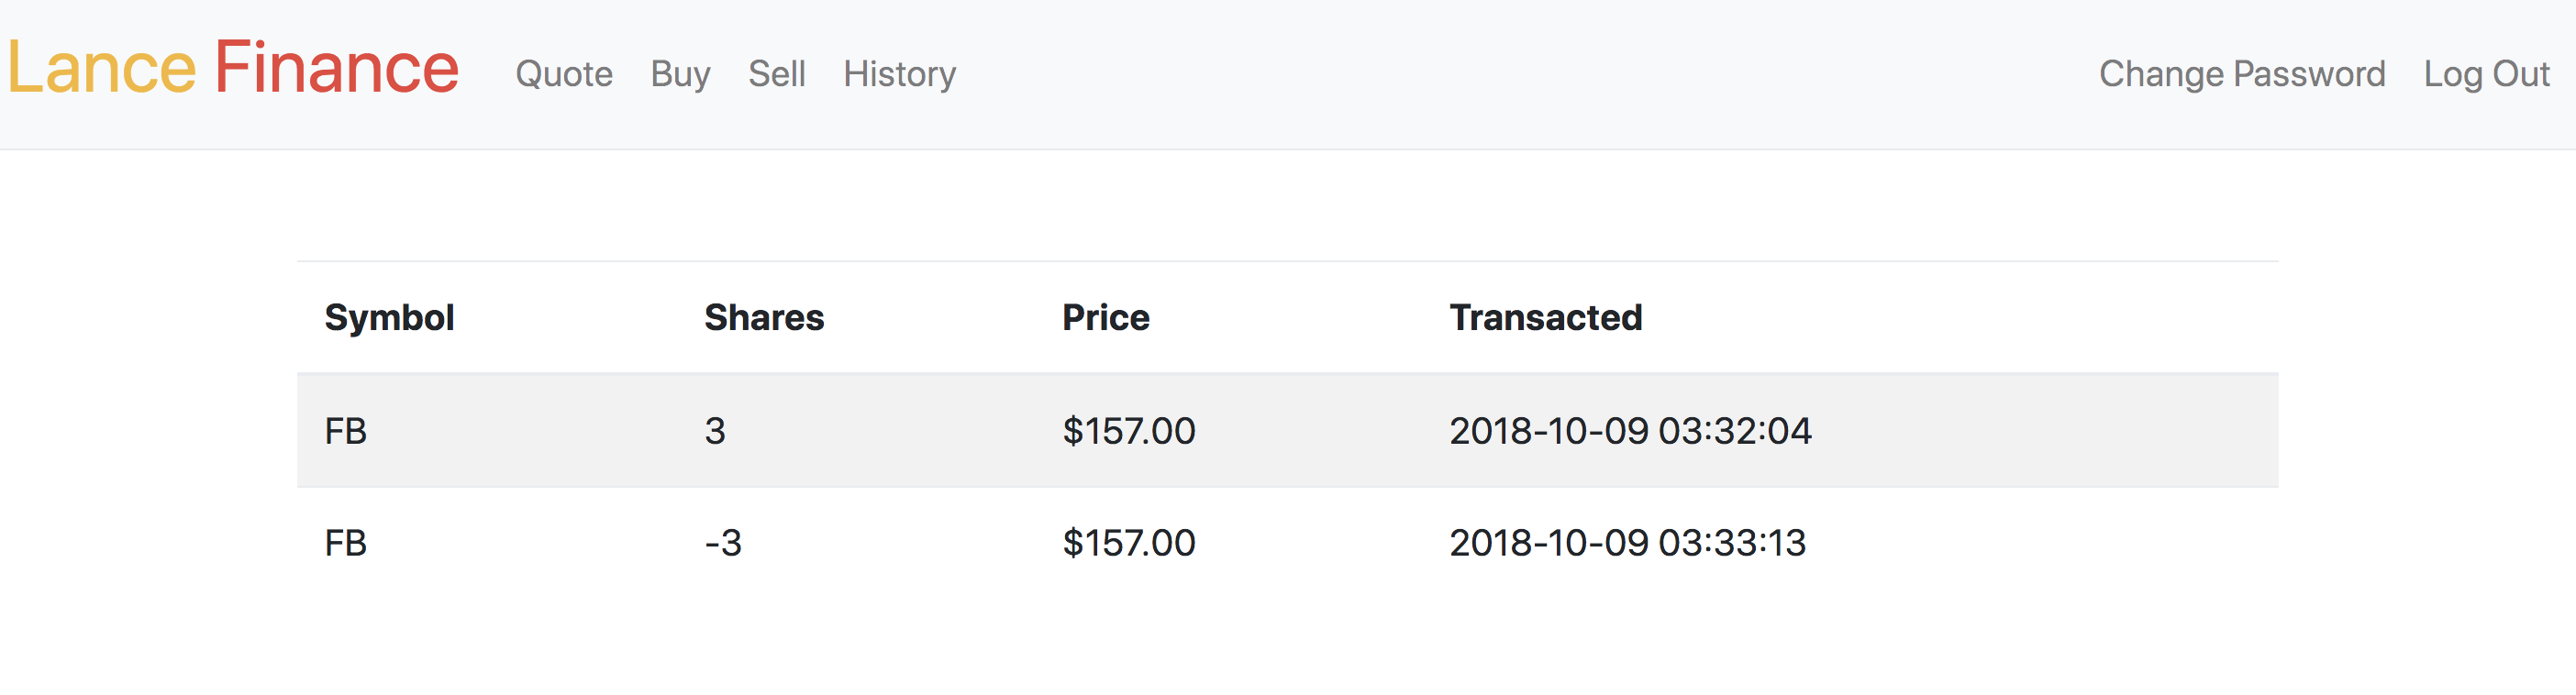 Lance Finance Quote Buy Sell History Change Password Log Out
Symbol Shares Price Transacted
FB 3 $157.00 2018-10-09 03:32:04
FB -3 $157.00 2018-10-09 03:33:13